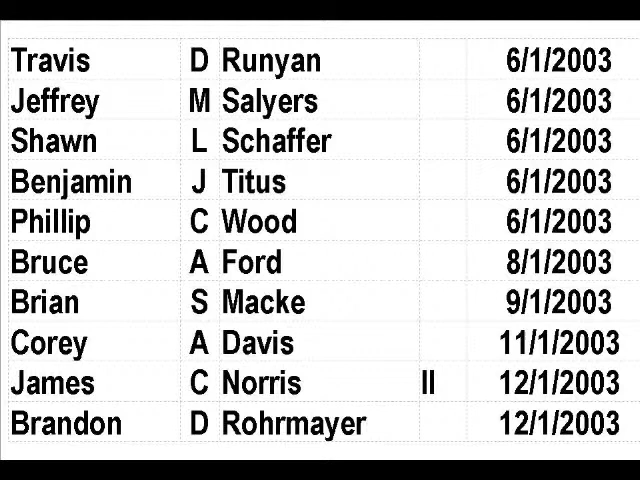 Travis D Runyan 6/1/2003
Jeffrey M Salyers 6/1/2003
Shawn L Schaffer 6/1/2003
Benjamin J Titus 6/1/2003
Phillip C Wood 6/1/2003
Bruce A Ford 8/1/2003
Brian S Macke 9/1/2003
Corey A Davis 11/1/2003
James C Norris II 12/1/2003
Brandon D Rohrmayer 12/1/2003